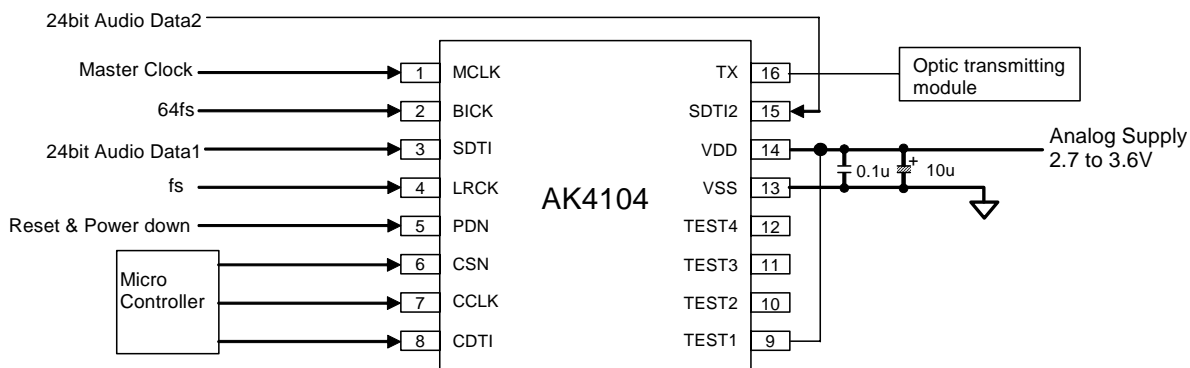 24bit Audio Data2
Master Clock
64fs
24bit Audio Data1
fs
Reset & Power down
Micro
Controller
1 MCLK
2 BICK
3 SDTI
4 LRCK
5 PDN
6 CSN
7 CCLK
8 CDTI
AK4104
TX 16
SDTI2 15
VDD 14
VSS 13
TEST4 12
TEST3 11
TEST2 10
TEST1 9
Optic transmitting
module
0.1u
+ 10u
Analog Supply
2.7 to 3.6V